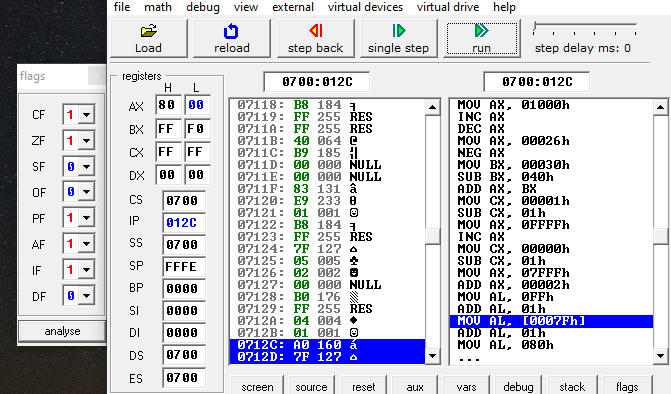 file math debug view external virtual devices virtual drive help
Load reload step back single step run step delay ms: 0
flags
CF 1
ZF 1
SF 0
OF 0
PF 1
AF 1
IF 1
DF 0
analyse
registers
H L
AX 80 00
BX FF F0
CX FF FF
DX 00 00
CS 0700
IP 012C
SS 0700
SP FFFE
BP 0000
SI 0000
DI 0000
DS 0700
ES 0700
0700:012C
07118: B8 184 ╕
07119: FF 255 RES
0711A: FF 255 RES
0711B: 40 064 @
0711C: B9 185 ╣
0711D: 00 000 NULL
0711E: 00 000 NULL
0711F: 83 131 â
07120: E9 233 θ
07121: 01 001 ☺
07122: B8 184 ╕
07123: FF 255 RES
07124: 7F 127 ⌂
07125: 05 005 ♣
07126: 02 002 ☻
07127: 00 000 NULL
07128: B0 176 ░
07129: FF 255 RES
0712A: 04 004 ♦
0712B: 01 001 ☺
0712C: A0 160 á
0712D: 7F 127 ⌂
0700:012C
MOV AX, 01000h
INC AX
DEC AX
MOV AX, 00026h
NEG AX
MOV BX, 00030h
SUB BX, 040h
ADD AX, BX
MOV CX, 00001h
SUB CX, 01h
MOV AX, 0FFFFh
INC AX
MOV CX, 00000h
SUB CX, 01h
MOV AX, 07FFFh
ADD AX, 00002h
MOV AL, 0FFh
ADD AL, 01h
MOV AL, [0007Fh]
ADD AL, 01h
MOV AL, 080h
...
screen source reset aux vars debug stack flags